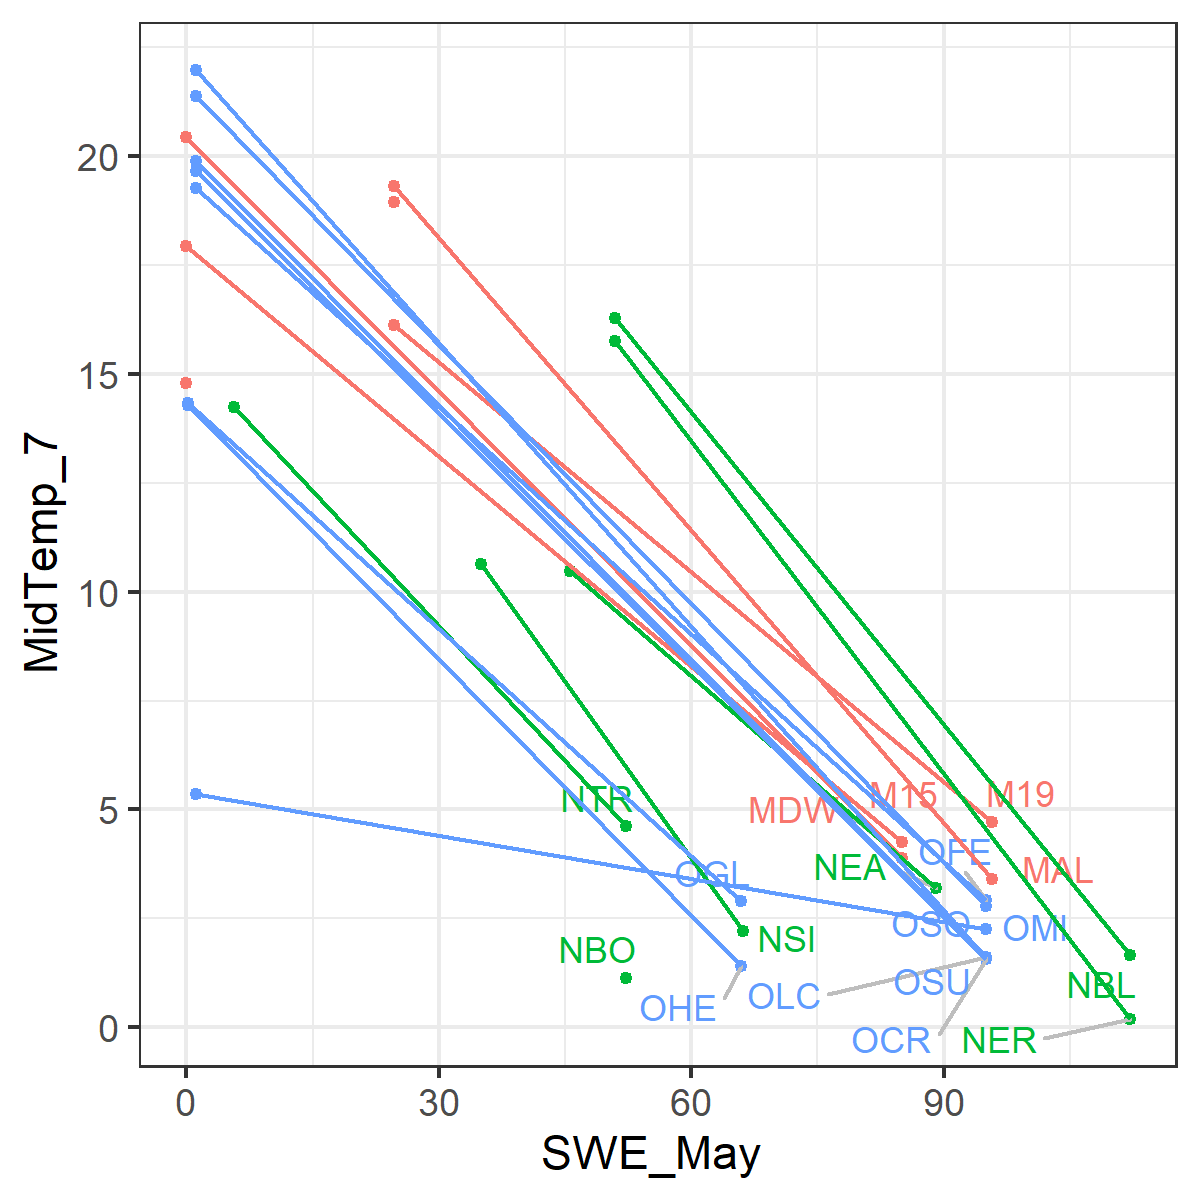 MidTemp_7
20
15
10
5
0
NTR
MDW
M15
M19
OGL
NEA
OFE
MAL
NBO
NSI
OSO
OMI
OHE
OLC
OSU
NBL
OCR
NER
0
30
60
90
SWE_May